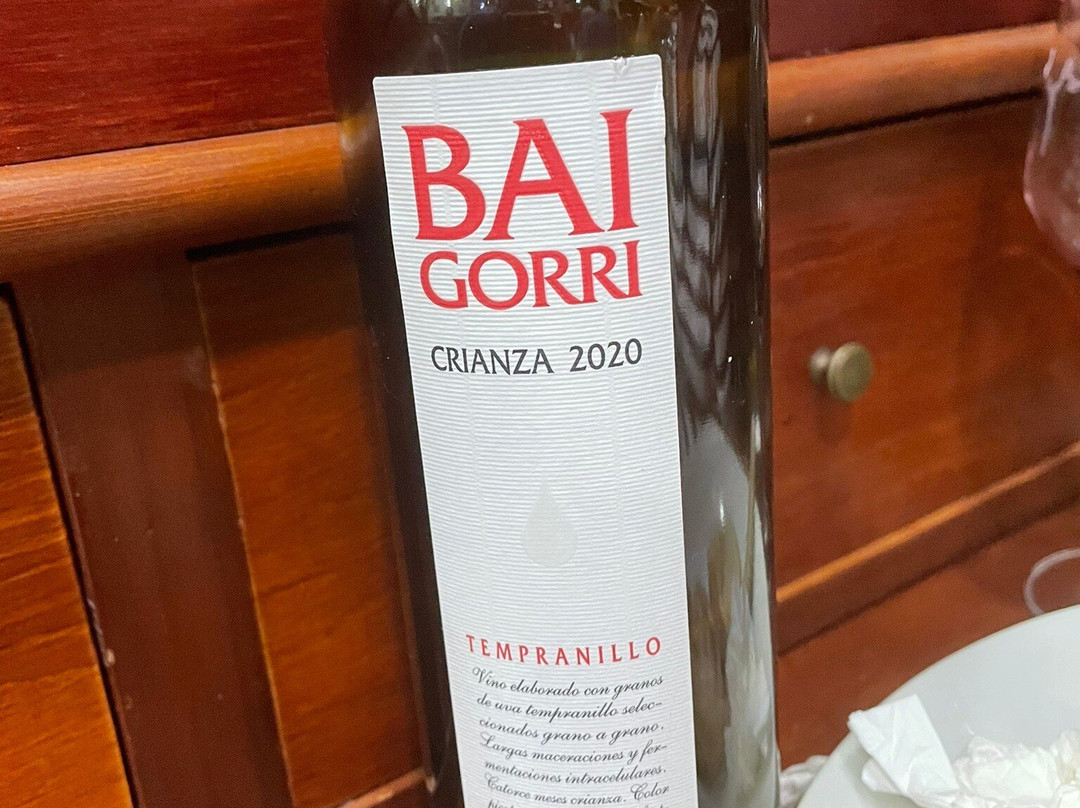 BAI
GORRI
CRIANZA 2020
TEMPRANILLO
Vino elaborado con granos
de uva tempranillo selec-
cionados grano a grano.
Largas maceraciones y fer-
mentaciones intracelulares.
Catorce meses crianza. Color